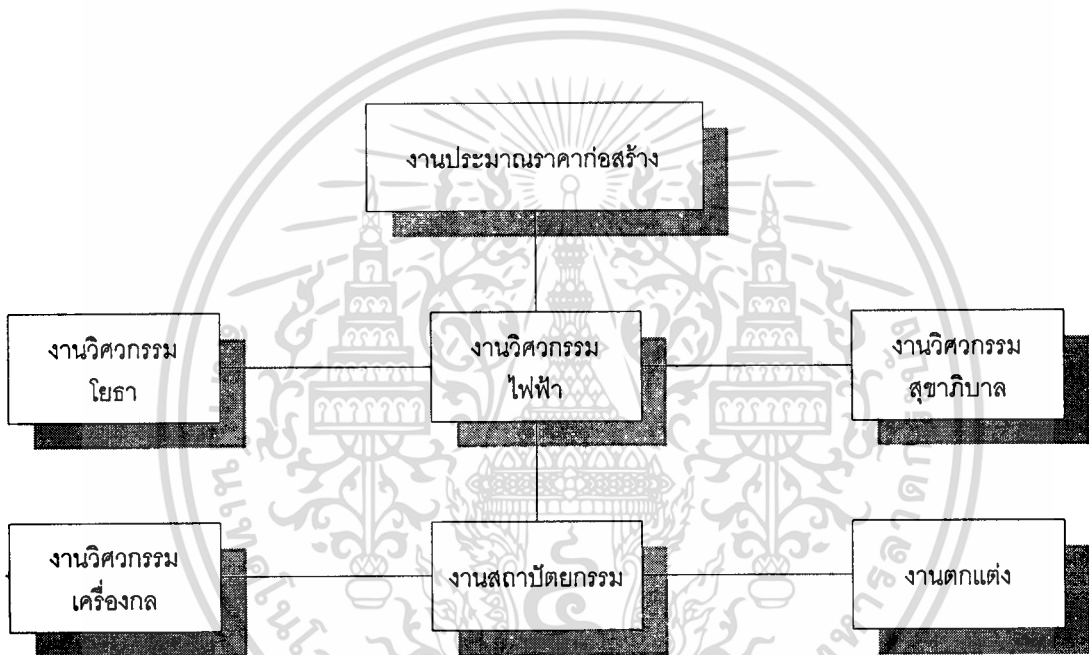 งานประมาณราคาก่อสร้าง
งานวิศวกรรม
โยธา
งานวิศวกรรม
ไฟฟ้า
งานวิศวกรรม
สุขาภิบาล
งานวิศวกรรม
เครื่องกล
งานสถาปัตยกรรม
งานตกแต่ง